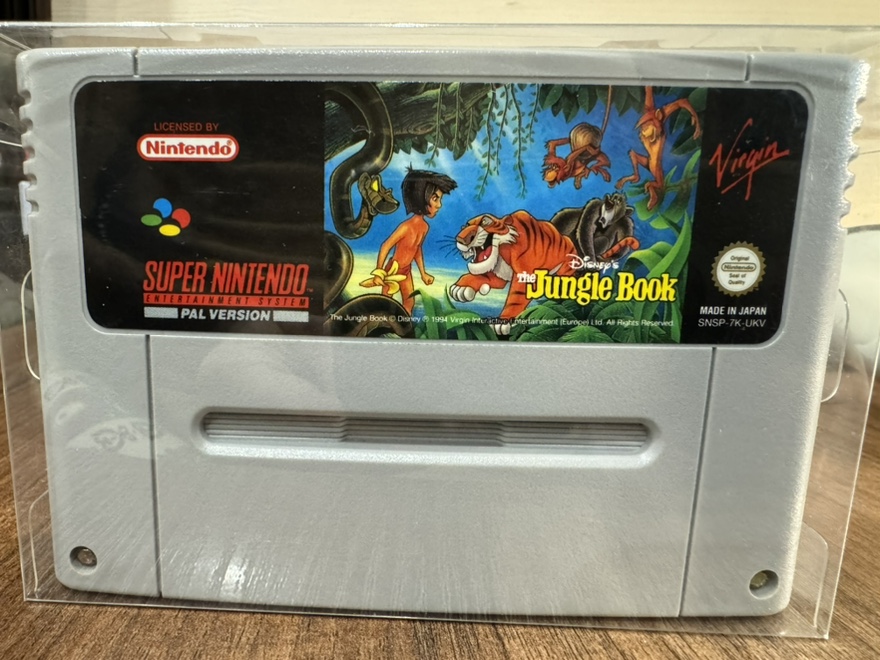 LICENSED BY
Nintendo®
SUPER NINTENDO™
ENTERTAINMENT SYSTEM
PAL VERSION
DISNEY'S
The Jungle Book
The Jungle Book © Disney ℗ 1994 Virgin Interactive Entertainment (Europe) Ltd. All Rights Reserved.
Virgin
Original
Nintendo
Seal of
Quality
MADE IN JAPAN
SNSP-7K-UKV